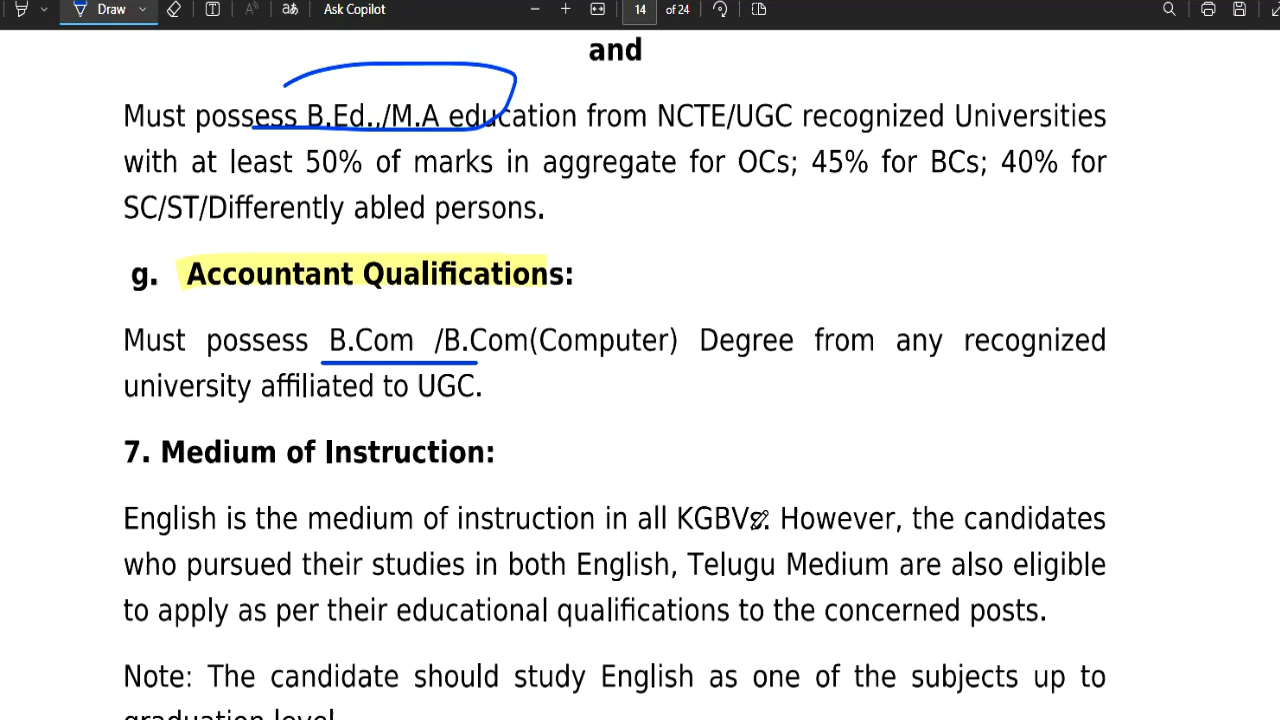 Draw
Ask Copilot
14 of 24
and
Must possess B.Ed.,/M.A education from NCTE/UGC recognized Universities
with at least 50% of marks in aggregate for OCs; 45% for BCs; 40% for
SC/ST/Differently abled persons.
g. Accountant Qualifications:
Must possess B.Com /B.Com(Computer) Degree from any recognized
university affiliated to UGC.
7. Medium of Instruction:
English is the medium of instruction in all KGBVs. However, the candidates
who pursued their studies in both English, Telugu Medium are also eligible
to apply as per their educational qualifications to the concerned posts.
Note: The candidate should study English as one of the subjects up to
graduation level